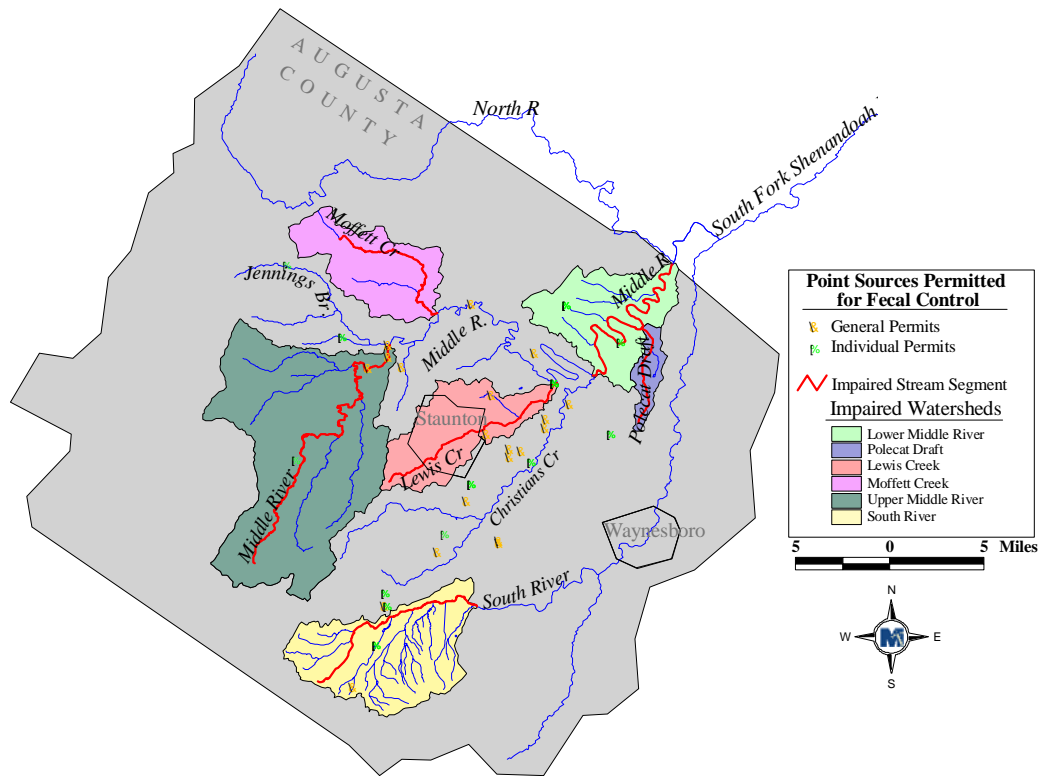 AUGUSTA
COUNTY
North R
South Fork Shenandoah
Moffett Cr
Jennings Br.
Middle R.
Middle R.
Polecat Draft
Staunton
Lewis Cr
Christians Cr
Middle River
Waynesboro
South River
Point Sources Permitted
for Fecal Control
General Permits
Individual Permits
Impaired Stream Segment
Impaired Watersheds
Lower Middle River
Polecat Draft
Lewis Creek
Moffett Creek
Upper Middle River
South River
5 0 5 Miles
N
W E
S
M